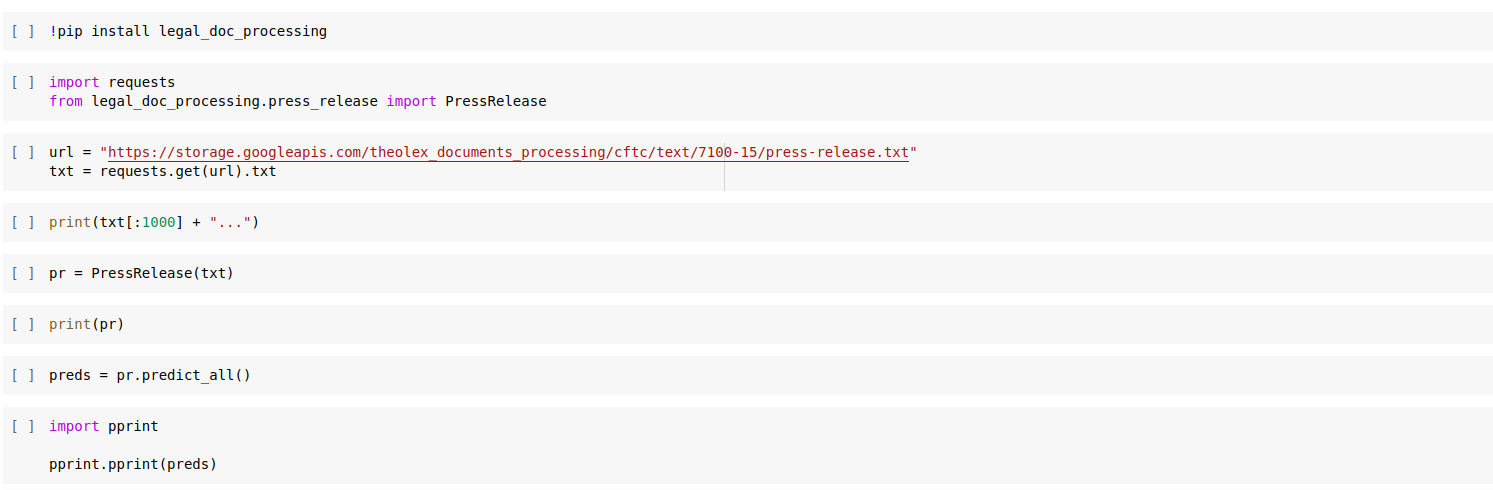 [ ] !pip install legal_doc_processing
[ ] import requests
from legal_doc_processing.press_release import PressRelease
[ ] url = "https://storage.googleapis.com/theolex_documents_processing/cftc/text/7100-15/press-release.txt"
txt = requests.get(url).txt
[ ] print(txt[:1000] + "...")
[ ] pr = PressRelease(txt)
[ ] print(pr)
[ ] preds = pr.predict_all()
[ ] import pprint
pprint.pprint(preds)